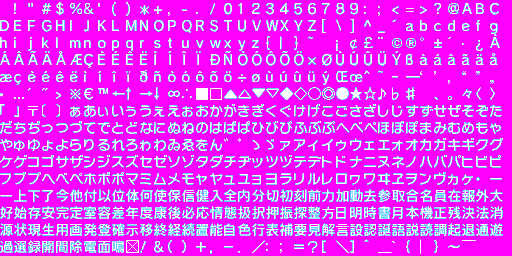 ! " # $ % & ' ( ) * + , - . / 0 1 2 3 4 5 6 7 8 9 : ; < = > ? @ A B C
D E F G H I J K L M N O P Q R S T U V W X Y Z [ \ ] ^ _ ` a b c d e f g
h i j k l m n o p q r s t u v w x y z { | } ~ ¡ ¢ £ ¨ © ® ° ± ´ · ¿ À
Á Â Ã Ä Å Æ Ç È É Ê Ë Ì Í Î Ï Ð Ñ Ò Ó Ô Õ Ö × Ø Ù Ú Û Ü Ý ß à á â ã ä å
æ ç è é ê ë ì í î ï ð ñ ò ó ô õ ö ÷ ø ù ú û ü ý Œ œ ˆ ˜ – — ‘ ’ ‚ “ ” „
• … ′ ″ ‹ › ※ € ™ ← ↑ → ↓ ∞ ∴ ■ □ ▲ △ ▼ ▽ ◆ ◇ ○ ◎ ● ★ ☆ ♪ ♭ ♯ 、 。 々 〈 〉
「 」 〒 〔 〕 ぁ あ ぃ い ぅ う ぇ え ぉ お か が き ぎ く ぐ け げ こ ご さ ざ し じ す ず せ ぜ そ ぞ た
だ ち ぢ っ つ づ て で と ど な に ぬ ね の は ば ぱ ひ び ぴ ふ ぶ ぷ へ べ ぺ ほ ぼ ぽ ま み む め も ゃ
や ゅ ゆ ょ よ ら り る れ ろ ゎ わ ゐ ゑ を ん ゛ ゜ ゝ ゞ ァ ア ィ イ ゥ ウ ェ エ ォ オ カ ガ キ ギ ク グ
ケ ゲ コ ゴ サ ザ シ ジ ス ズ セ ゼ ソ ゾ タ ダ チ ヂ ッ ツ ヅ テ デ ト ド ナ ニ ヌ ネ ノ ハ バ パ ヒ ビ ピ
フ ブ プ ヘ ベ ペ ホ ボ ポ マ ミ ム メ モ ャ ヤ ュ ユ ョ ヨ ラ リ ル レ ロ ヮ ワ ヰ ヱ ヲ ン ヴ ヵ ヶ ・ ー
一 上 下 了 今 他 付 以 位 体 何 使 保 信 健 入 全 内 分 切 初 刻 前 力 加 動 去 参 取 合 名 員 在 報 外 大
好 始 存 安 完 定 室 容 差 年 度 康 後 必 応 情 態 扱 択 押 振 探 整 方 日 明 時 書 月 本 機 正 残 決 法 消
源 状 現 生 用 画 発 登 確 示 移 終 経 続 置 能 自 色 行 表 補 要 見 解 言 設 認 誌 語 説 読 調 起 退 通 遊
過 選 録 開 間 除 電 面 鳴 / & ( ) + , - . ／ : ; = ? [ ＼ ] ＾ ＿ ｀ { | } ～ ￣